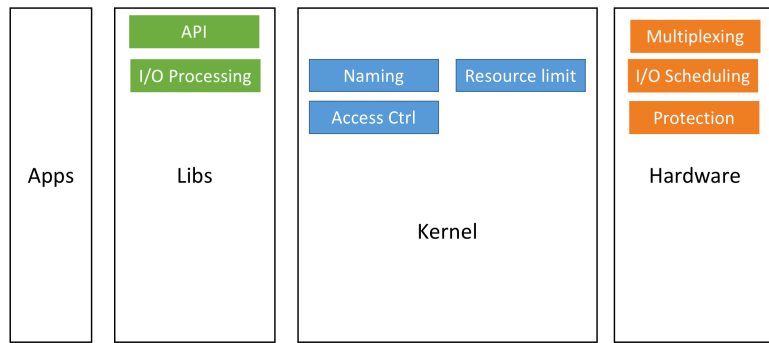 Apps
API
I/O Processing
Libs
Naming
Resource limit
Access Ctrl
Kernel
Multiplexing
I/O Scheduling
Protection
Hardware